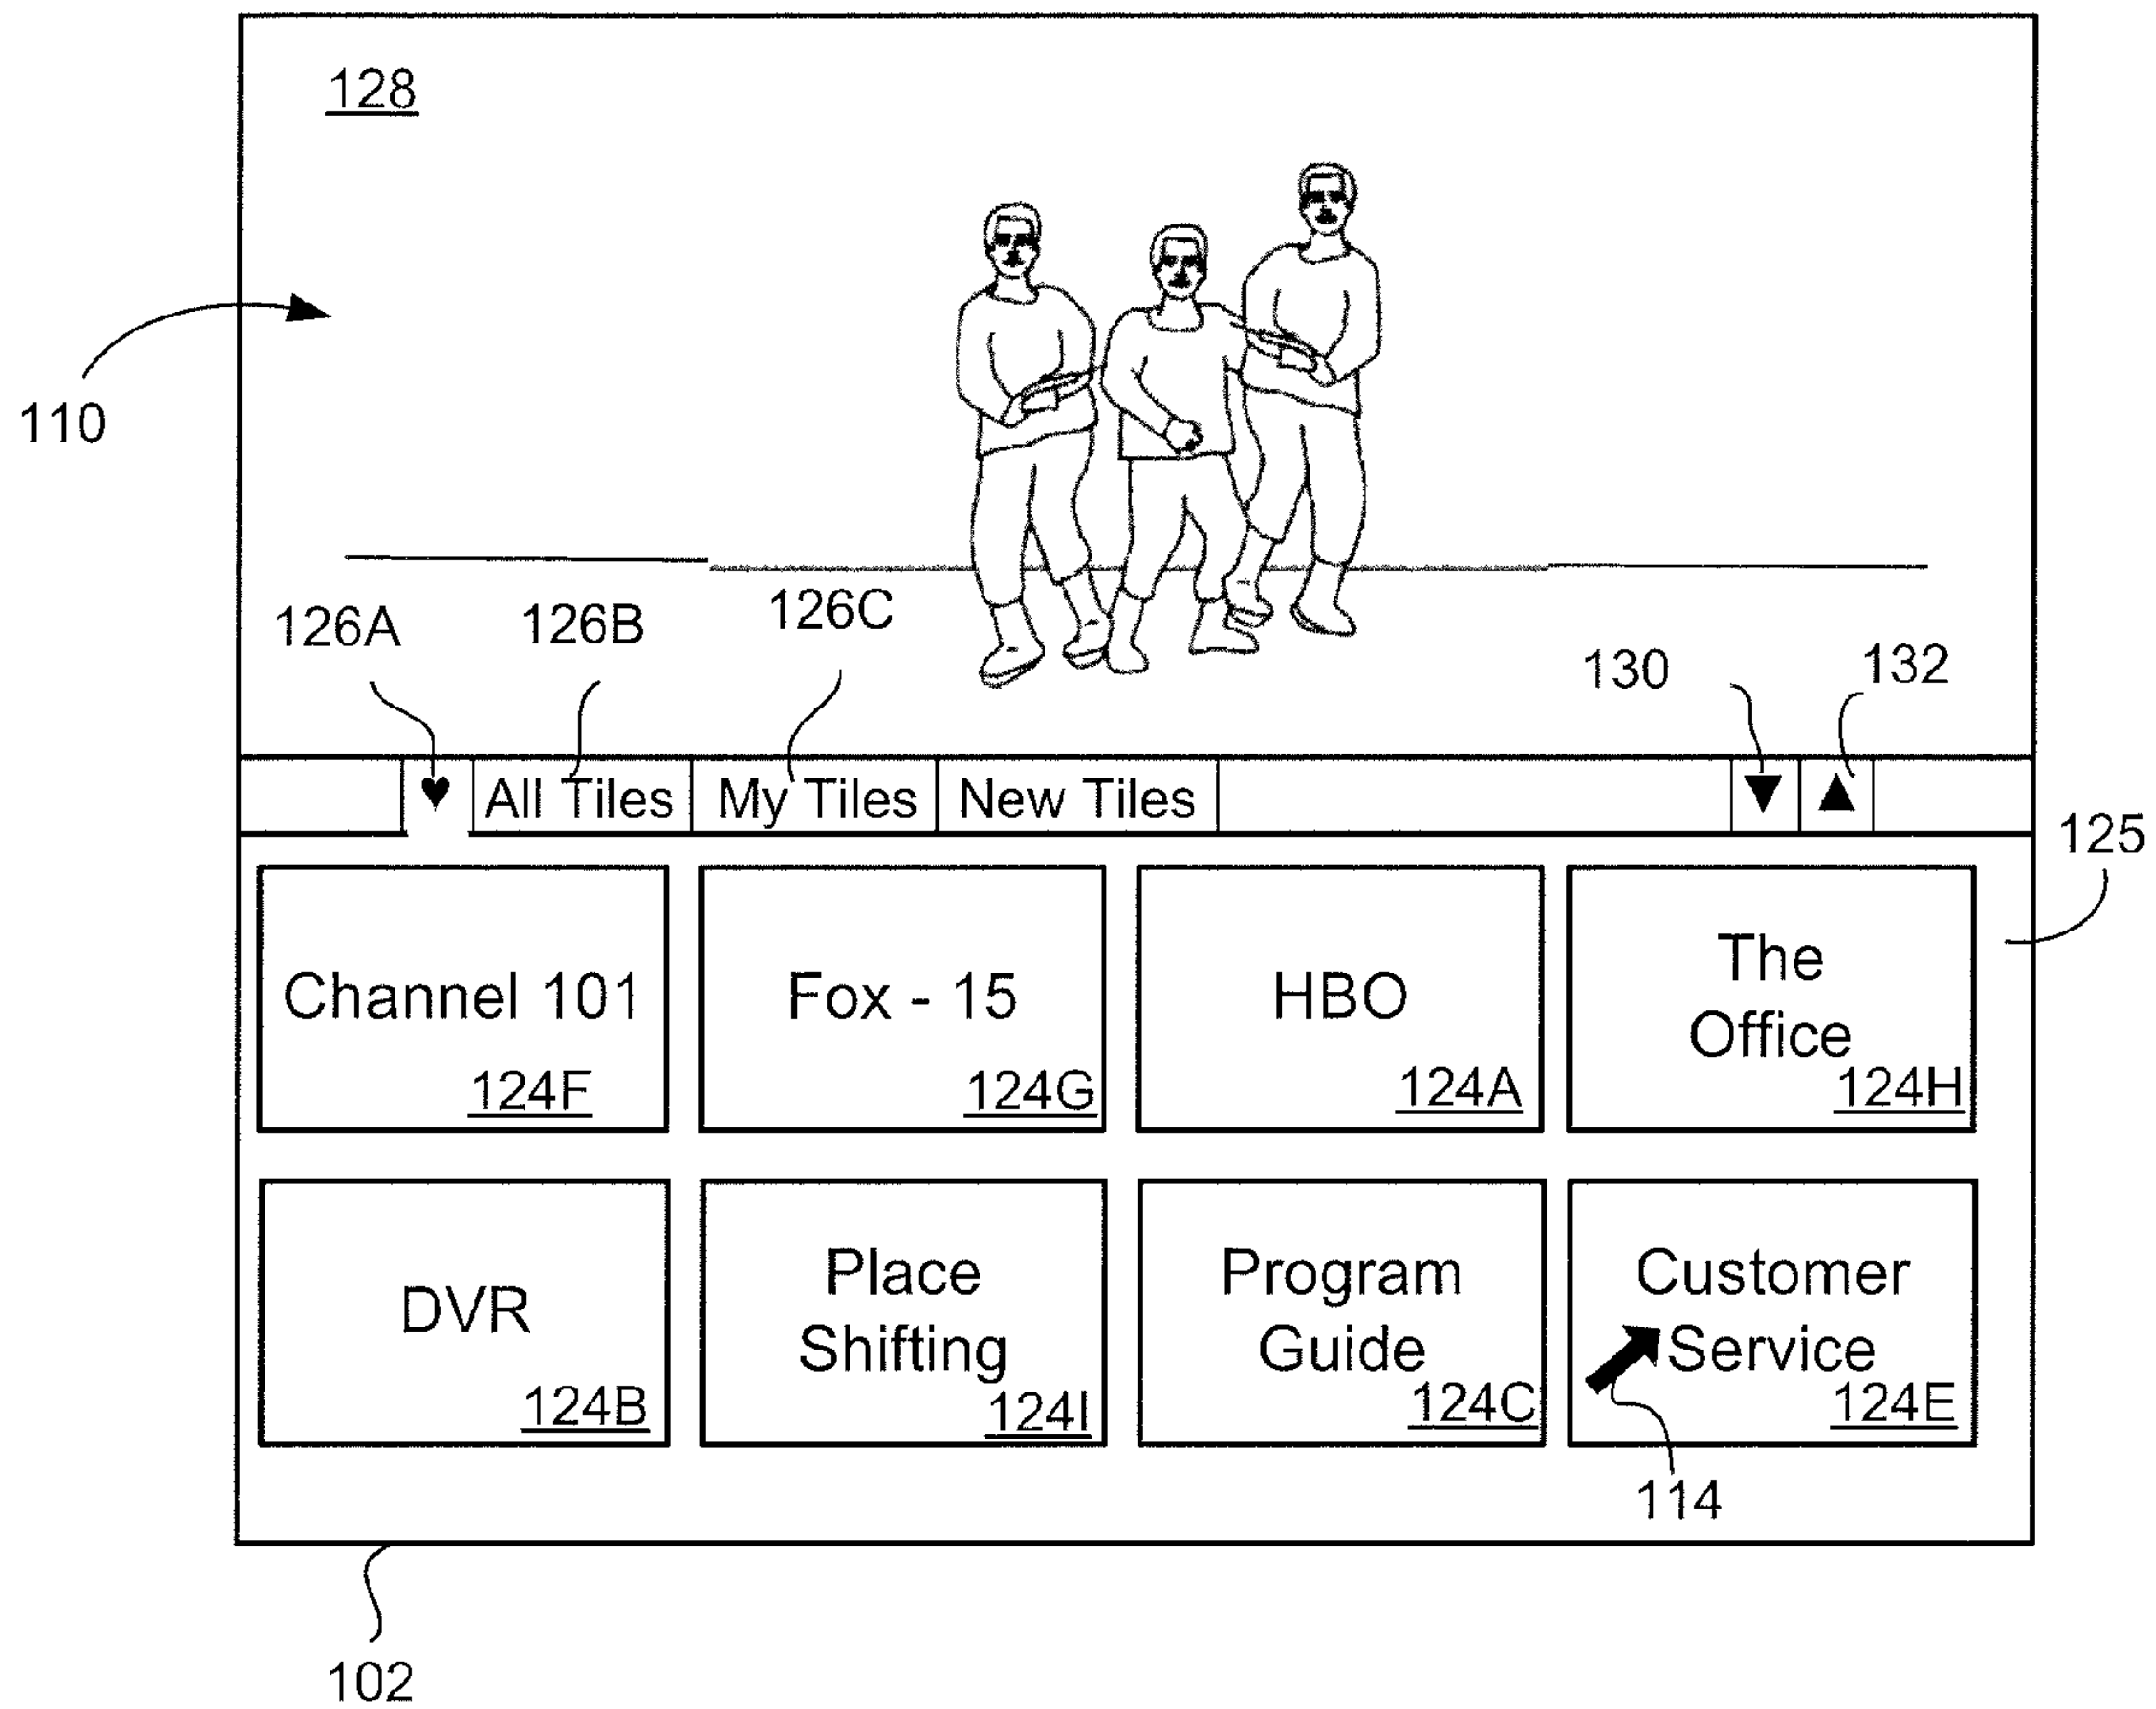 128
110
126A
126B
126C
130
132
♥
All Tiles
My Tiles
New Tiles
▼
▲
125
Channel 101
124F
Fox - 15
124G
HBO
124A
The
Office
124H
DVR
124B
Place
Shifting
124I
Program
Guide
124C
Customer
Service
124E
114
102